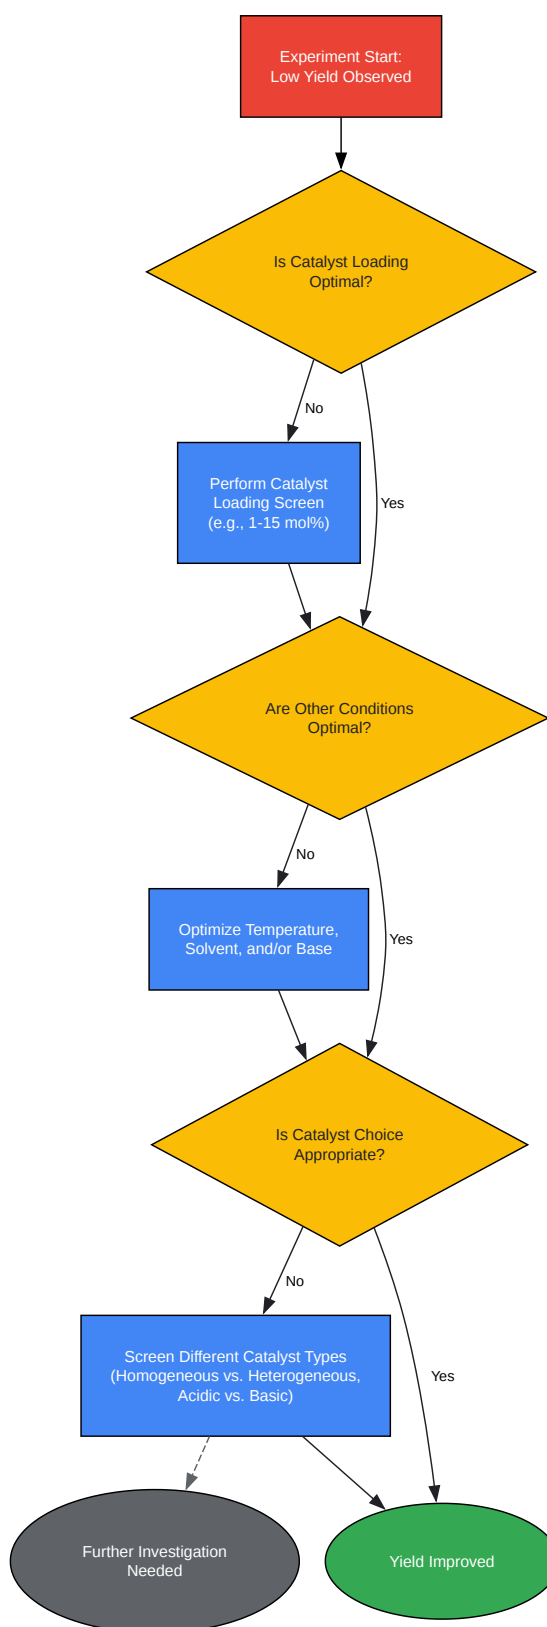 Experiment Start:
Low Yield Observed
Is Catalyst Loading
Optimal?
No
Yes
Perform Catalyst
Loading Screen
(e.g., 1-15 mol%)
Are Other Conditions
Optimal?
No
Yes
Optimize Temperature,
Solvent, and/or Base
Is Catalyst Choice
Appropriate?
No
Yes
Screen Different Catalyst Types
(Homogeneous vs. Heterogeneous,
Acidic vs. Basic)
Further Investigation
Needed
Yield Improved